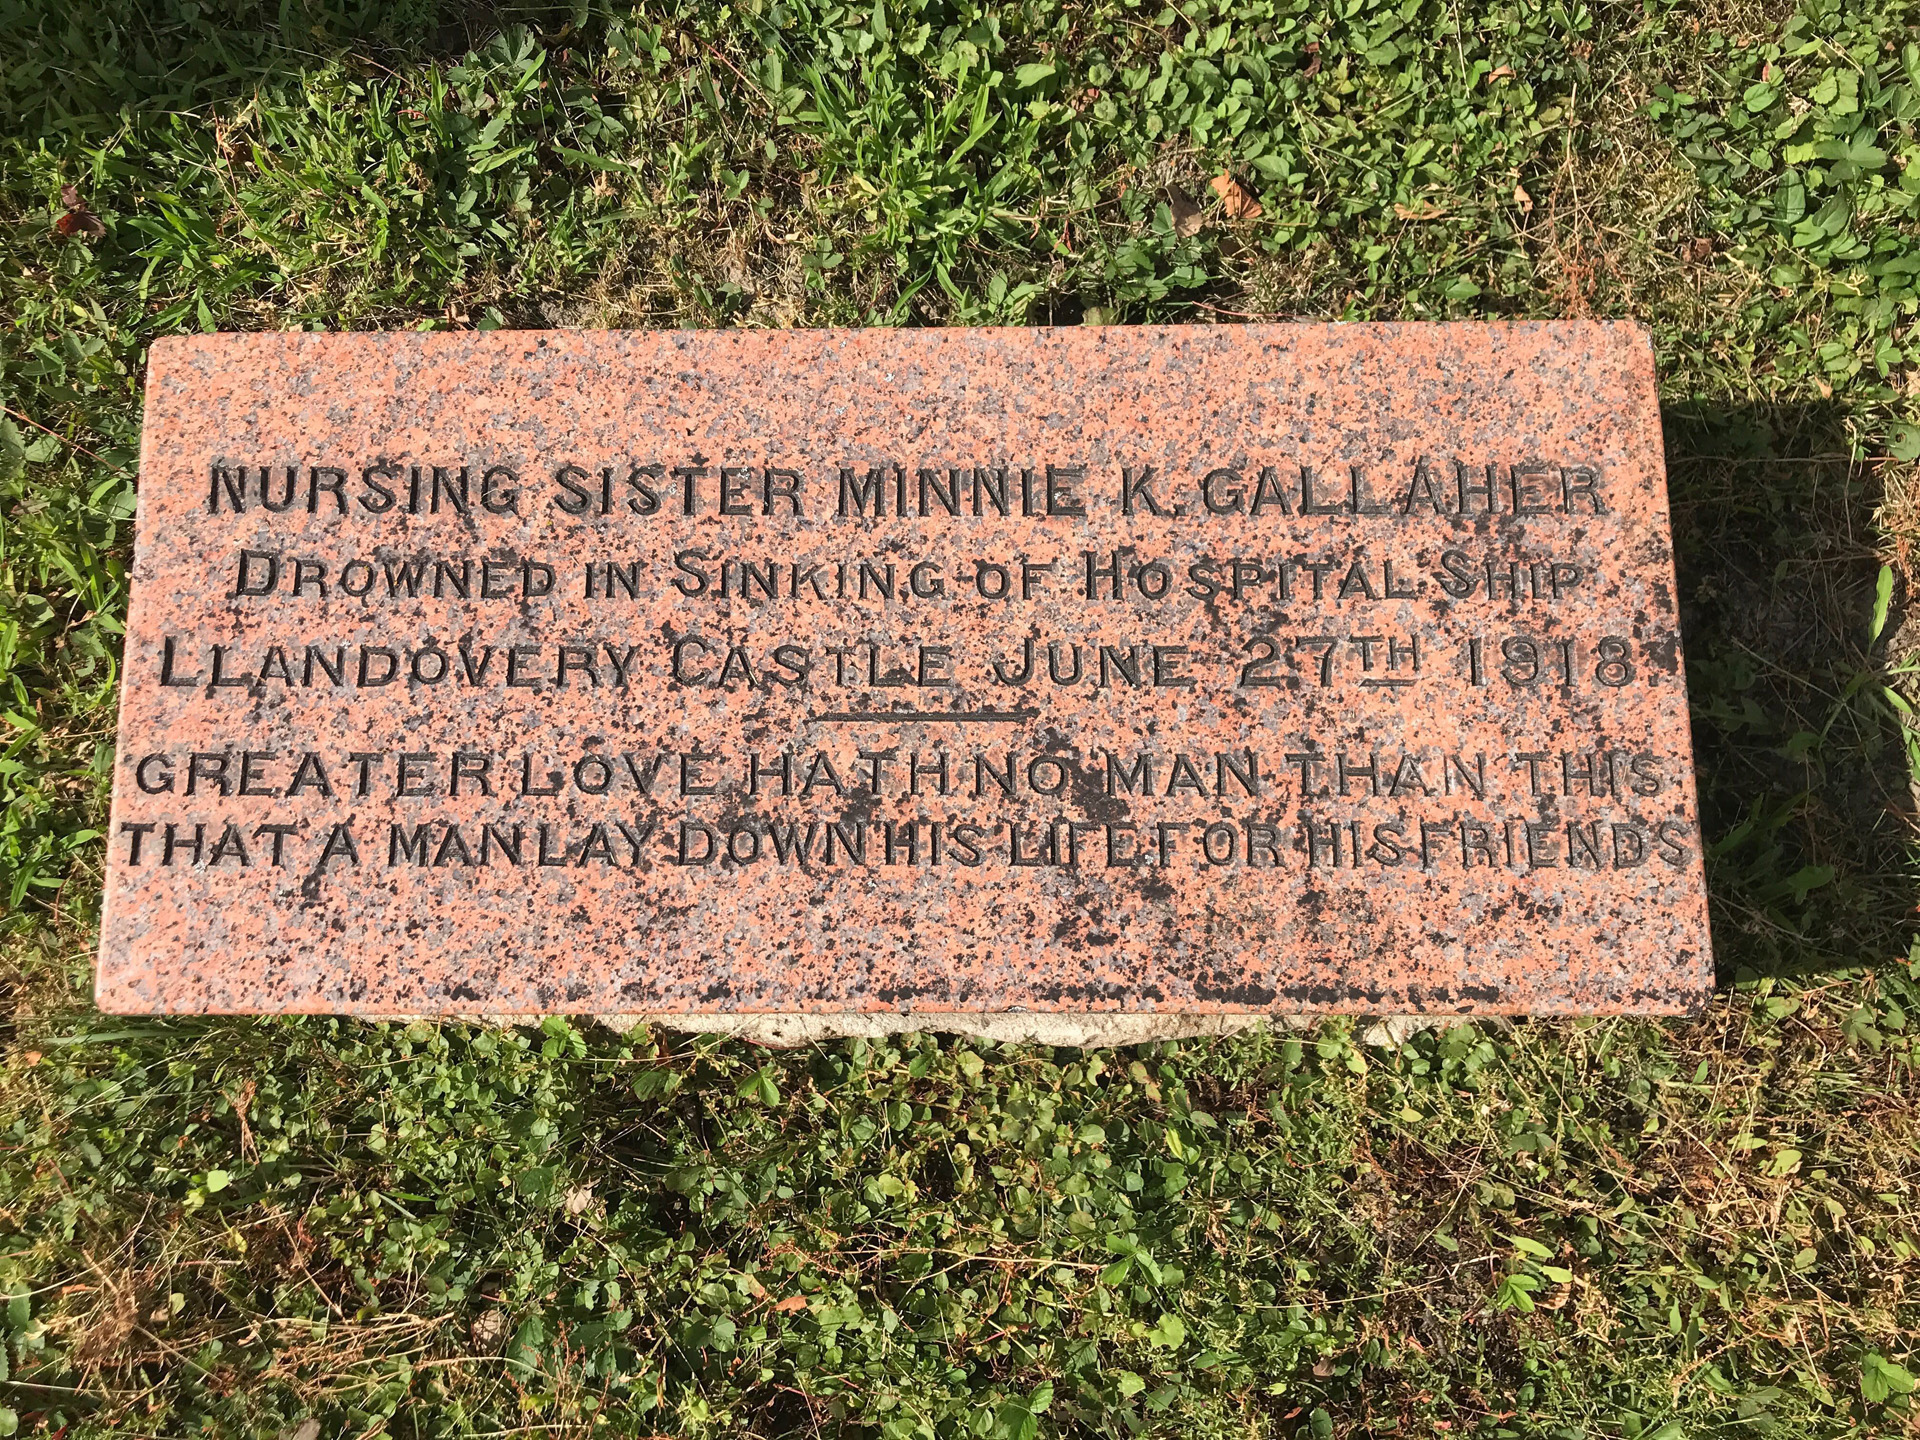 NURSING SISTER MINNIE K. GALLAHER
DROWNED IN SINKING OF HOSPITAL SHIP
LLANDOVERY CASTLE JUNE 27TH 1918.
GREATER LOVE HATH NO MAN THAN THIS
THAT A MAN LAY DOWN HIS LIFE FOR HIS FRIENDS